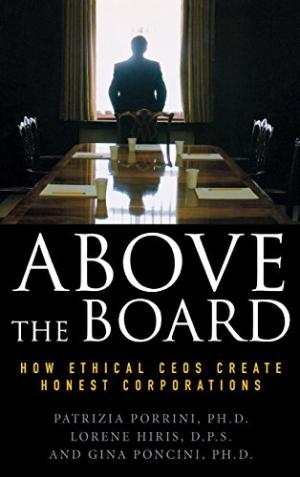 ABOVE
THE BOARD
HOW ETHICAL CEOS CREATE
HONEST CORPORATIONS
PATRIZIA PORRINI, PH.D.
LORENE HIRIS, D.P.S.
AND GINA PONCINI, PH.D.